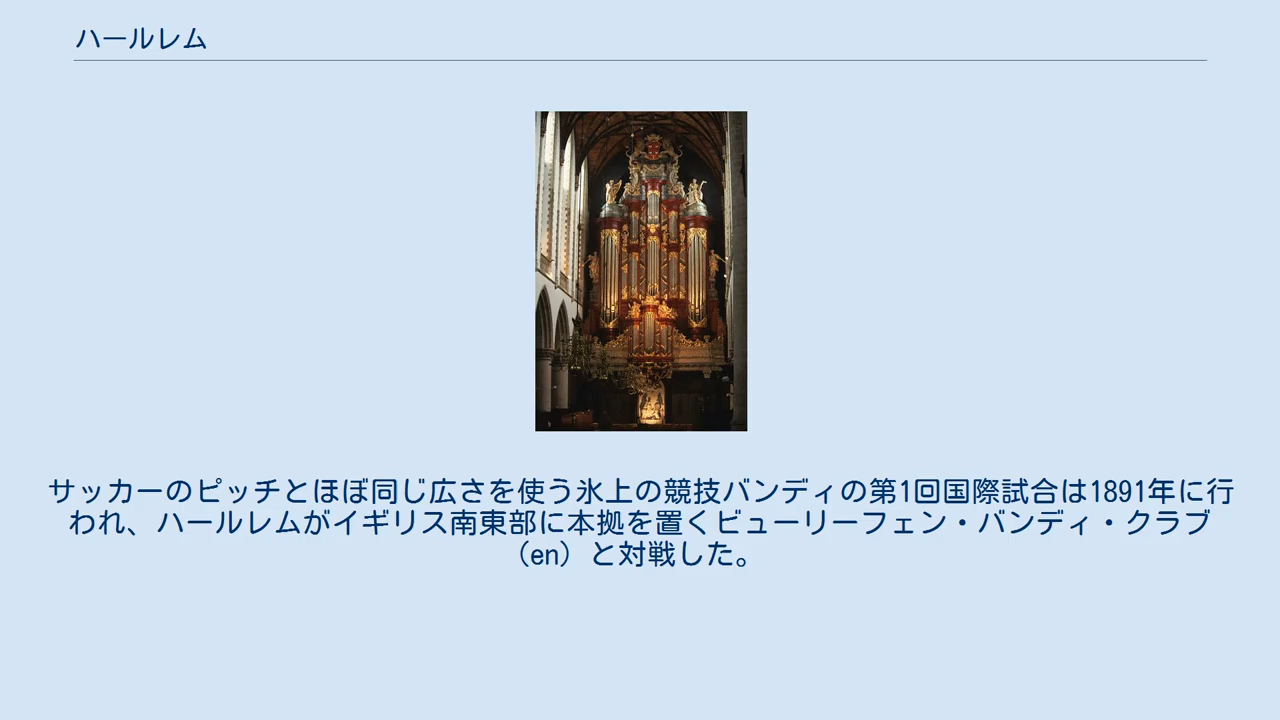 ハールレム
サッカーのピッチとほぼ同じ広さを使う氷上の競技バンディの第1回国際試合は1891年に行
われ、ハールレムがイギリス南東部に本拠を置くビューリーフェン・バンディ・クラブ
（en）と対戦した。